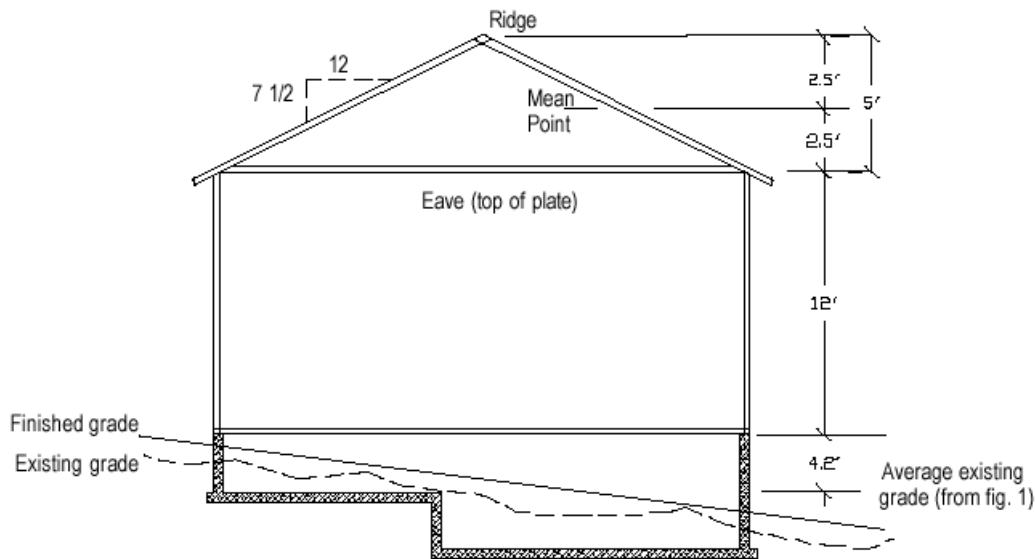 Ridge
12
7 1/2
2.5'
5'
Mean
Point
2.5'
Eave (top of plate)
12'
Finished grade
Existing grade
4.2'
Average existing
grade (from fig. 1)